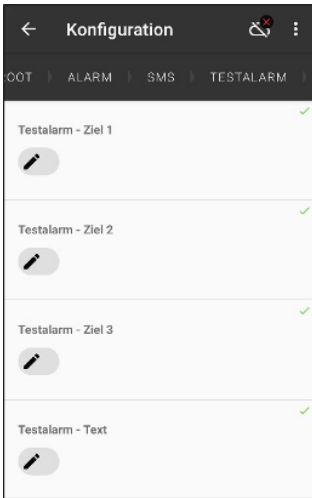 Konfiguration
OOT ALARM SMS TESTALARM
Testalarm - Ziel 1
Testalarm - Ziel 2
Testalarm - Ziel 3
Testalarm - Text